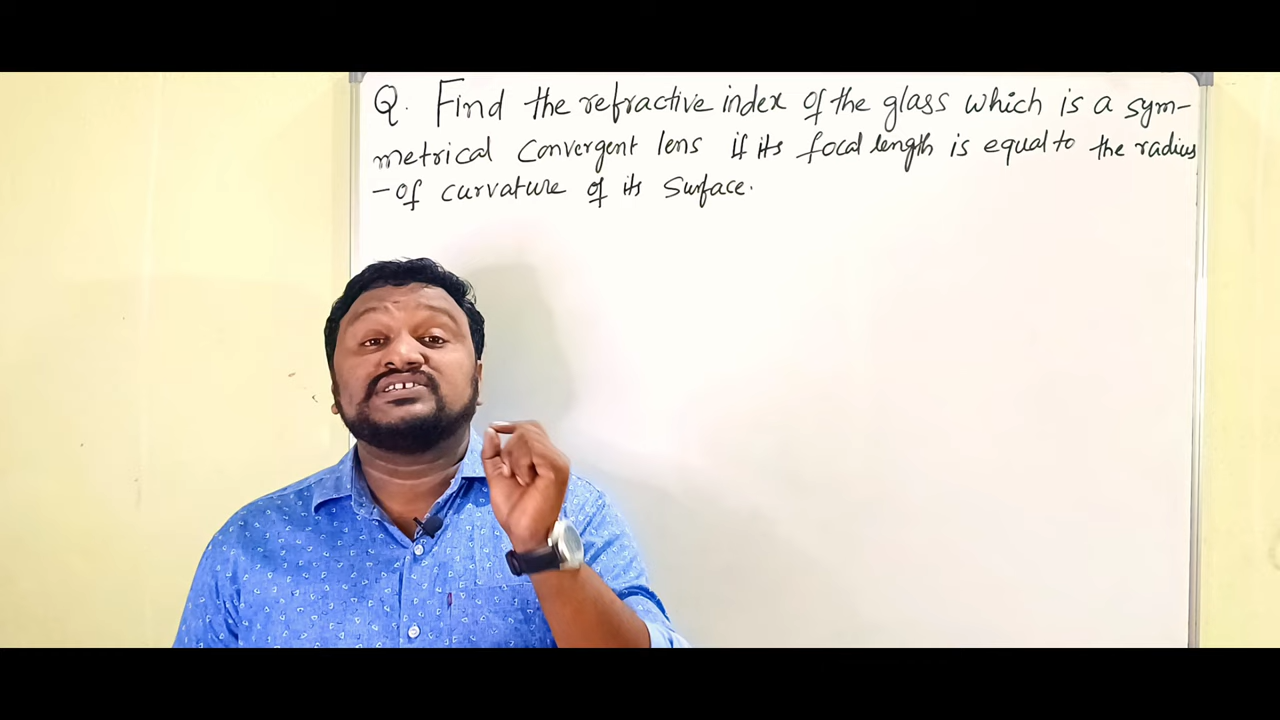 Q. Find the refractive index of the glass which is a sym-
metrical convergent lens if its focal length is equal to the radius
-of curvature of its surface.